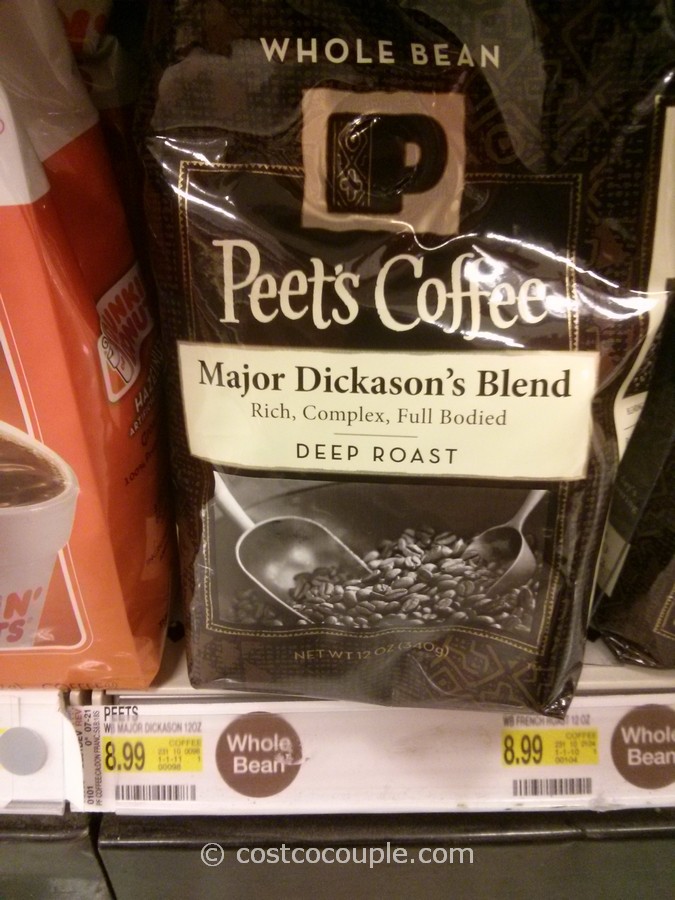 WHOLE BEAN
Peet's Coffee
Major Dickason's Blend
Rich, Complex, Full Bodied
DEEP ROAST
NET WT 12 OZ (340g)
PEETS
WB MAJOR DICKASON 12OZ
8.99
COFFEE
Whole
Bean
WB FRENCH ROAST 12 OZ
8.99
COFFEE
Whole
Bean
© costcocouple.com